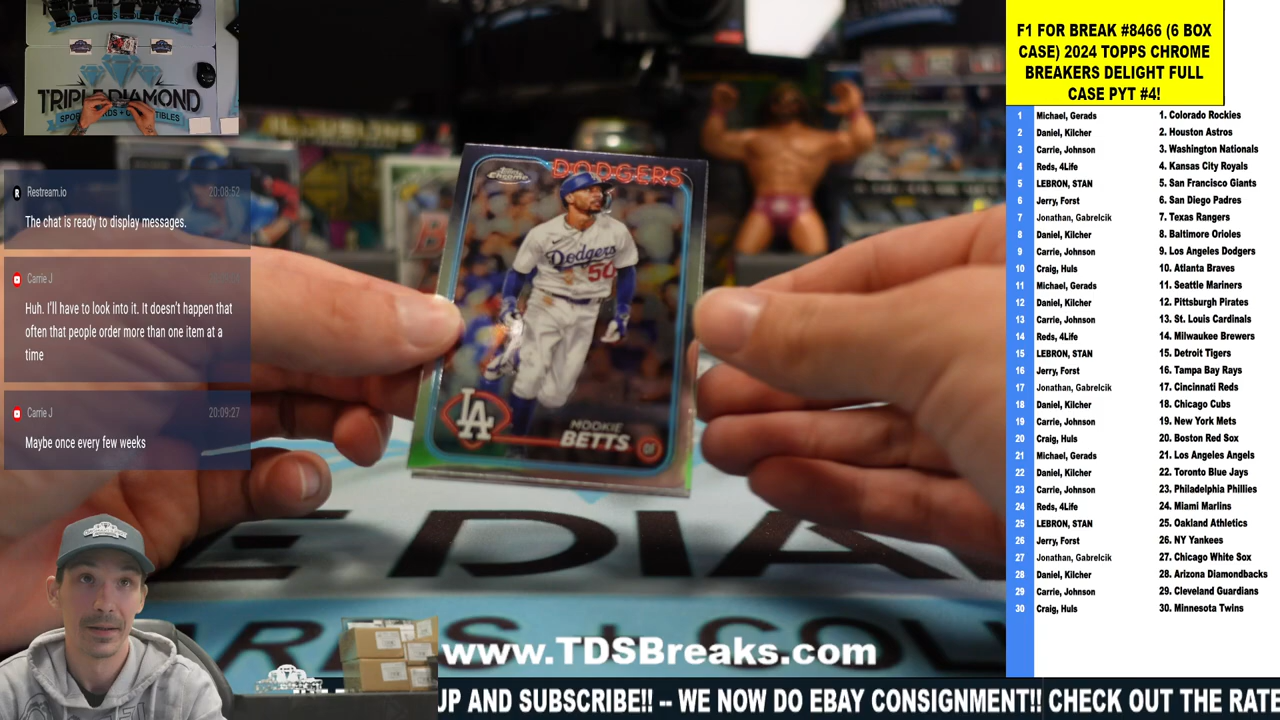 TRIPLE DIAMOND
SPORTS CARDS + COLLECTIBLES
Restream.io
20:08:52
The chat is ready to display messages.
Carrie J
Huh. I'll have to look into it. It doesn't happen that
often that people order more than one item at a
time
Carrie J
20:09:27
Maybe once every few weeks
Chrome
DODGERS
Dodgers
50
LA
MOOKIE
BETTS
E DIA
www.TDSBreaks.com
UP AND SUBSCRIBE!! -- WE NOW DO EBAY CONSIGNMENT!! CHECK OUT THE RATE
F1 FOR BREAK #8466 (6 BOX
CASE) 2024 TOPPS CHROME
BREAKERS DELIGHT FULL
CASE PYT #4!
1 Michael, Gerads 1. Colorado Rockies
2 Daniel, Kilcher 2. Houston Astros
3 Carrie, Johnson 3. Washington Nationals
4 Reds, 4Life 4. Kansas City Royals
5 LEBRON, STAN 5. San Francisco Giants
6 Jerry, Forst 6. San Diego Padres
7 Jonathan, Gabrelcik 7. Texas Rangers
8 Daniel, Kilcher 8. Baltimore Orioles
9 Carrie, Johnson 9. Los Angeles Dodgers
10 Craig, Huls 10. Atlanta Braves
11 Michael, Gerads 11. Seattle Mariners
12 Daniel, Kilcher 12. Pittsburgh Pirates
13 Carrie, Johnson 13. St. Louis Cardinals
14 Reds, 4Life 14. Milwaukee Brewers
15 LEBRON, STAN 15. Detroit Tigers
16 Jerry, Forst 16. Tampa Bay Rays
17 Jonathan, Gabrelcik 17. Cincinnati Reds
18 Daniel, Kilcher 18. Chicago Cubs
19 Carrie, Johnson 19. New York Mets
20 Craig, Huls 20. Boston Red Sox
21 Michael, Gerads 21. Los Angeles Angels
22 Daniel, Kilcher 22. Toronto Blue Jays
23 Carrie, Johnson 23. Philadelphia Phillies
24 Reds, 4Life 24. Miami Marlins
25 LEBRON, STAN 25. Oakland Athletics
26 Jerry, Forst 26. NY Yankees
27 Jonathan, Gabrelcik 27. Chicago White Sox
28 Daniel, Kilcher 28. Arizona Diamondbacks
29 Carrie, Johnson 29. Cleveland Guardians
30 Craig, Huls 30. Minnesota Twins